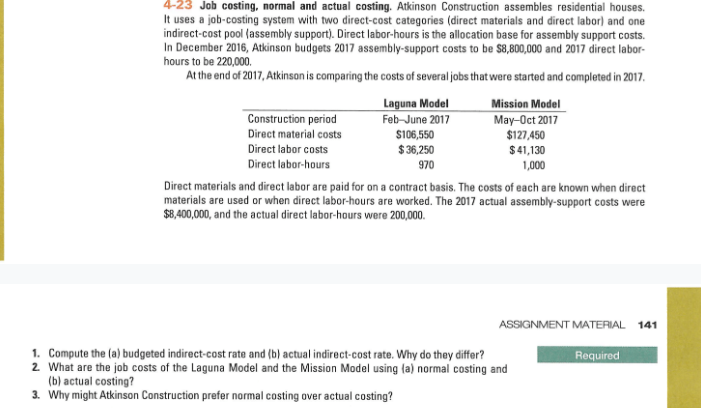 4-23 Job costing, normal and actual costing. Atkinson Construction assembles residential houses.
It uses a job-costing system with two direct-cost categories (direct materials and direct labor) and one
indirect-cost pool (assembly support). Direct labor-hours is the allocation base for assembly support costs.
In December 2016, Atkinson budgets 2017 assembly-support costs to be $8,800,000 and 2017 direct labor-
hours to be 220,000.
At the end of 2017, Atkinson is comparing the costs of several jobs that were started and completed in 2017.
Laguna Model Mission Model
Construction period Feb–June 2017 May–Oct 2017
Direct material costs $106,550 $127,450
Direct labor costs $ 36,250 $ 41,130
Direct labor-hours 970 1,000
Direct materials and direct labor are paid for on a contract basis. The costs of each are known when direct
materials are used or when direct labor-hours are worked. The 2017 actual assembly-support costs were
$8,400,000, and the actual direct labor-hours were 200,000.
ASSIGNMENT MATERIAL 141
Required
1. Compute the (a) budgeted indirect-cost rate and (b) actual indirect-cost rate. Why do they differ?
2. What are the job costs of the Laguna Model and the Mission Model using (a) normal costing and
(b) actual costing?
3. Why might Atkinson Construction prefer normal costing over actual costing?